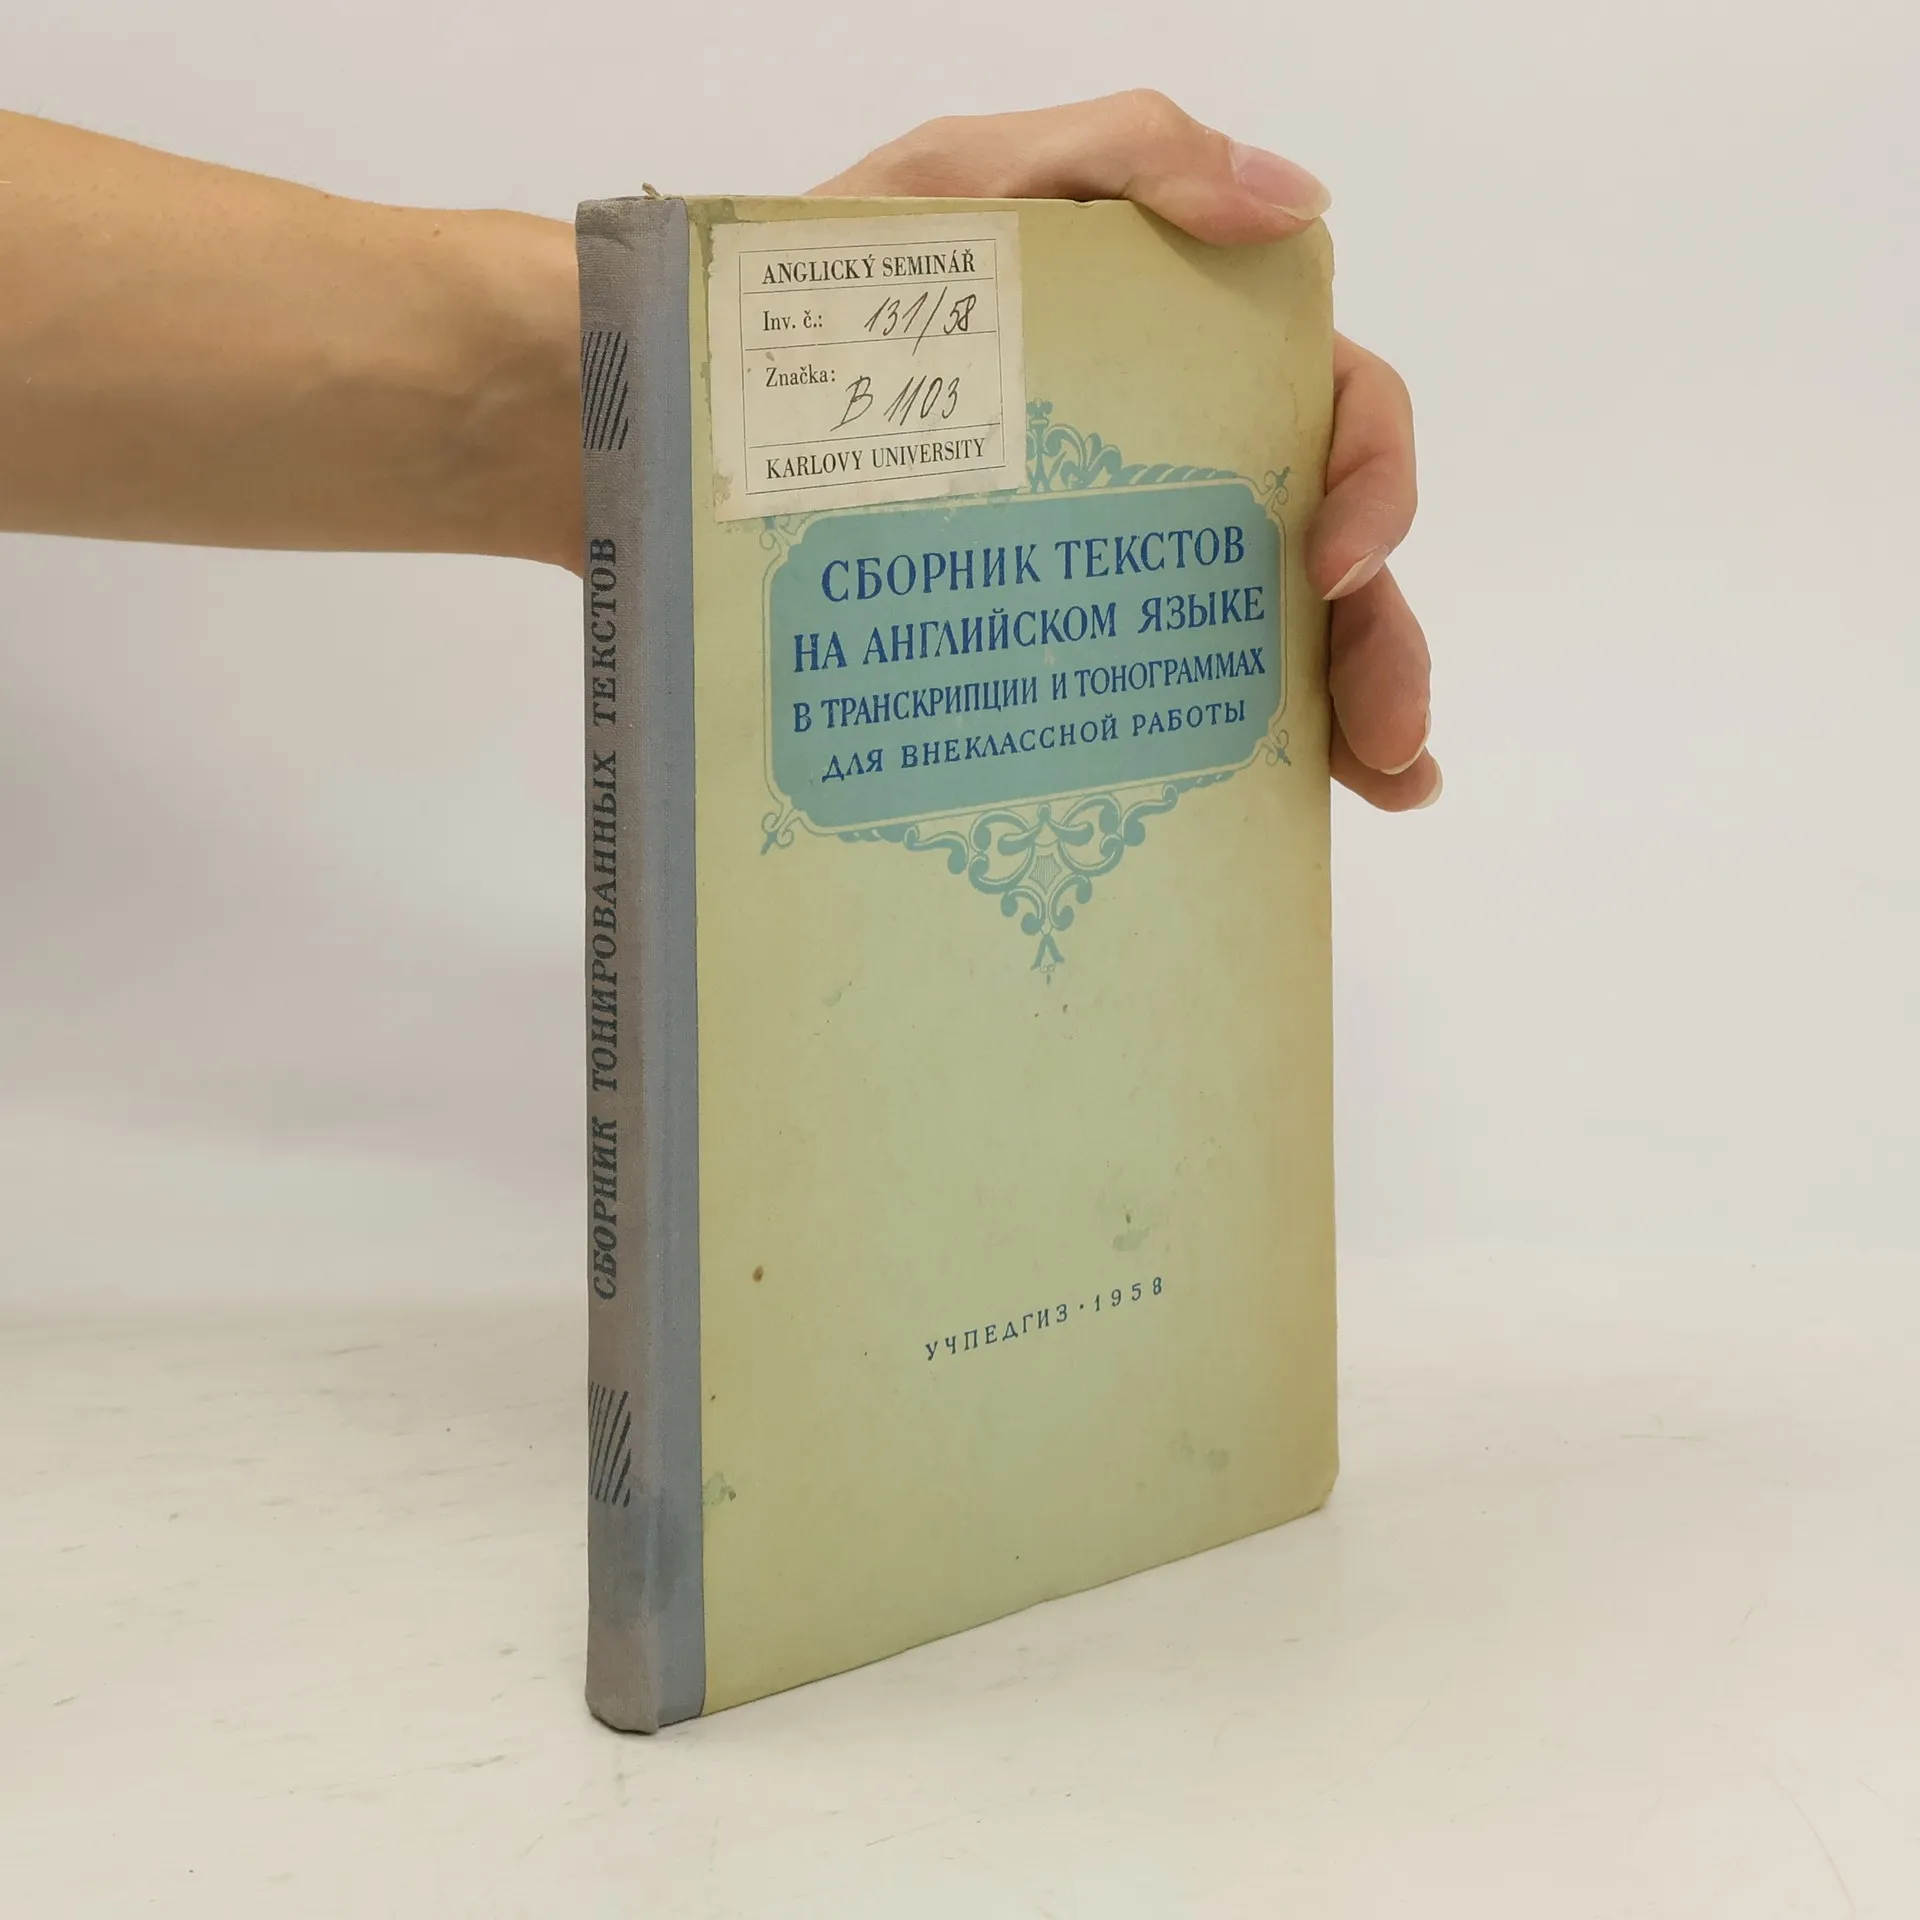 ANGLICKÝ SEMINÁŘ
Inv. č.: 131/58
Značka:
B 1103
KARLOVY UNIVERSITY
СБОРНИК ТЕКСТОВ
НА АНГЛИЙСКОМ ЯЗЫКЕ
В ТРАНСКРИПЦИИ И ТОНОГРАММАХ
ДЛЯ ВНЕКЛАССНОЙ РАБОТЫ
УЧПЕДГИЗ · 1958
СБОРНИК ТОНИРОВАННЫХ ТЕКСТОВ